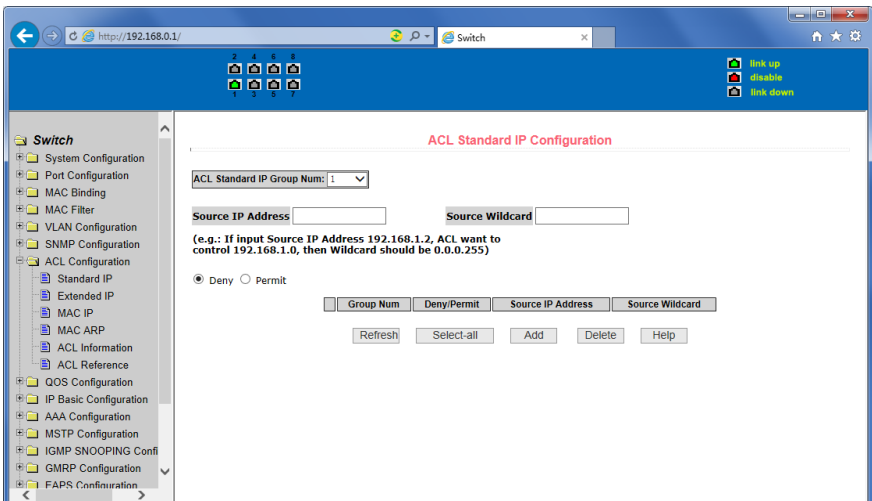 http://192.168.0.1/
Switch
2 4 6 8
1 3 5 7
link up
disable
link down
Switch
System Configuration
Port Configuration
MAC Binding
MAC Filter
VLAN Configuration
SNMP Configuration
ACL Configuration
Standard IP
Extended IP
MAC IP
MAC ARP
ACL Information
ACL Reference
QOS Configuration
IP Basic Configuration
AAA Configuration
MSTP Configuration
IGMP SNOOPING Confi
GMRP Configuration
EAPS Configuration
ACL Standard IP Configuration
ACL Standard IP Group Num: 1
Source IP Address Source Wildcard
(e.g.: If input Source IP Address 192.168.1.2, ACL want to
control 192.168.1.0, then Wildcard should be 0.0.0.255)
Deny Permit
Group Num Deny/Permit Source IP Address Source Wildcard
Refresh Select-all Add Delete Help